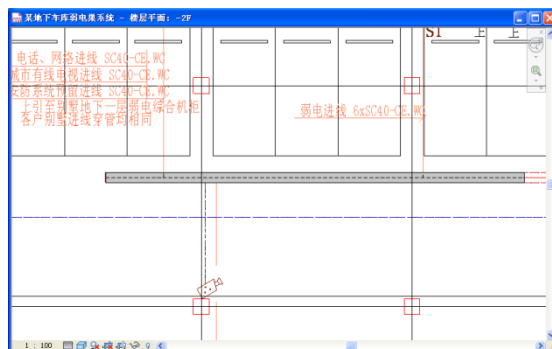 某地下车库弱电果系统 - 楼层平面: -2F
S1 上 上
电话、网络进线 SC40-CE.WC
城市有线电视进线 SC40-CE.WC
安防系统预留进线 SC40-CE.WC
上引至别墅地下一层弱电综合机柜
客户别墅进线穿管均相同
弱电进线 6xSC40-CE.WC
1 : 100